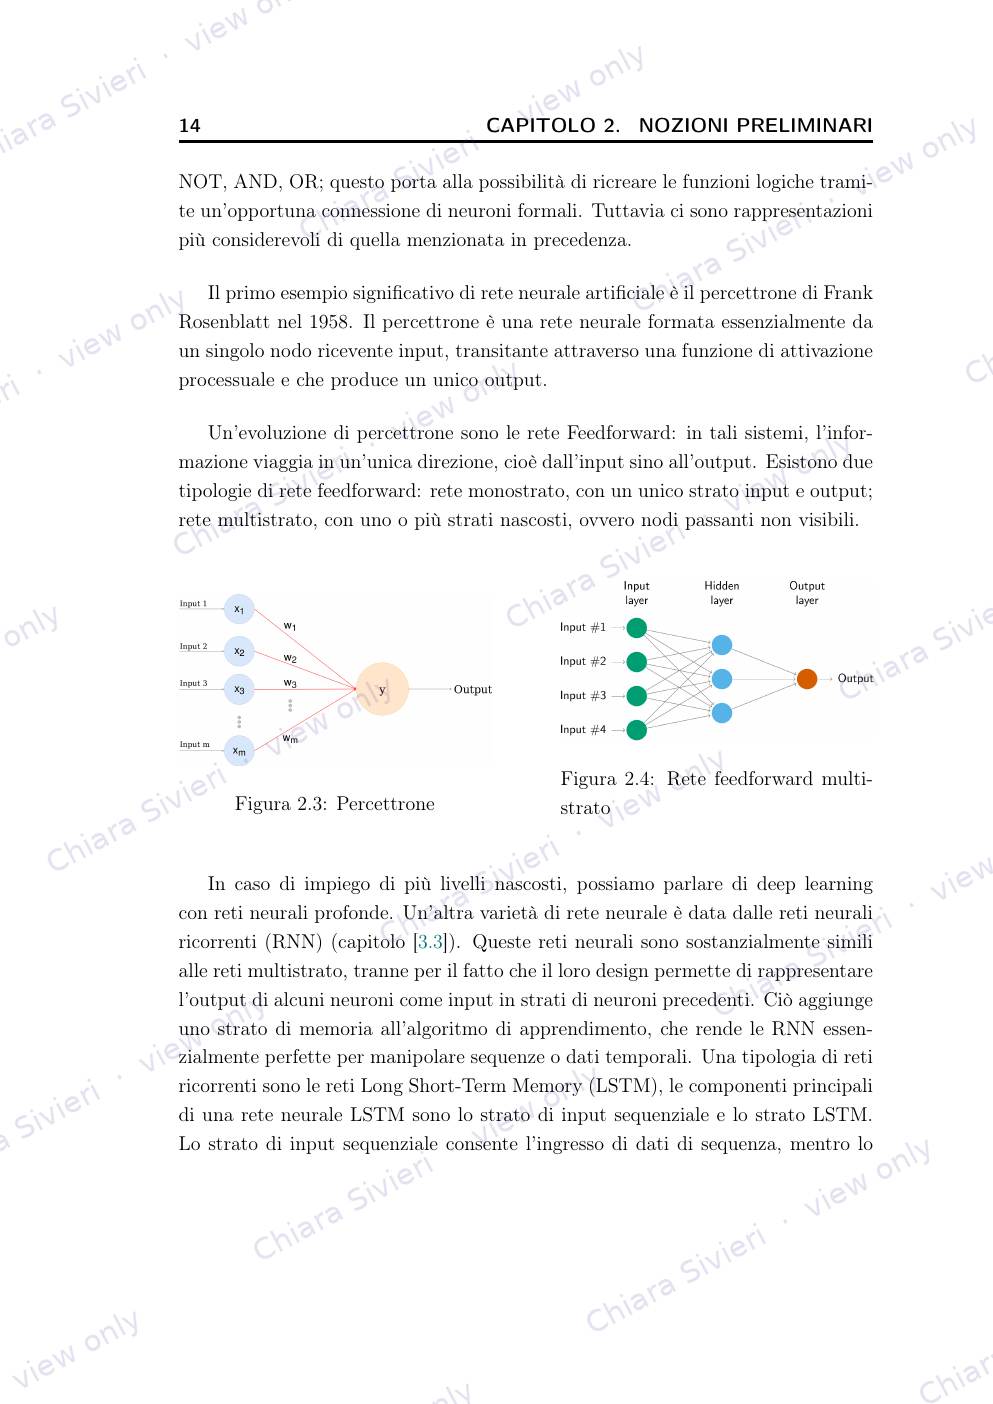 14 CAPITOLO 2. NOZIONI PRELIMINARI
NOT, AND, OR; questo porta alla possibilità di ricreare le funzioni logiche trami-
te un'opportuna connessione di neuroni formali. Tuttavia ci sono rappresentazioni
più considerevoli di quella menzionata in precedenza.
Il primo esempio significativo di rete neurale artificiale è il percettrone di Frank
Rosenblatt nel 1958. Il percettrone è una rete neurale formata essenzialmente da
un singolo nodo ricevente input, transitante attraverso una funzione di attivazione
processuale e che produce un unico output.
Un'evoluzione di percettrone sono le rete Feedforward: in tali sistemi, l'infor-
mazione viaggia in un'unica direzione, cioè dall'input sino all'output. Esistono due
tipologie di rete feedforward: rete monostrato, con un unico strato input e output;
rete multistrato, con uno o più strati nascosti, ovvero nodi passanti non visibili.
Input 1 x1 w1
Input 2 x2 w2
Input 3 x3 w3 y Output
Input m xm wm
Figura 2.3: Percettrone
Input layer
Hidden layer
Output layer
Input #1
Input #2
Input #3
Input #4
Output
Figura 2.4: Rete feedforward multi-
strato
In caso di impiego di più livelli nascosti, possiamo parlare di deep learning
con reti neurali profonde. Un'altra varietà di rete neurale è data dalle reti neurali
ricorrenti (RNN) (capitolo [3.3]). Queste reti neurali sono sostanzialmente simili
alle reti multistrato, tranne per il fatto che il loro design permette di rappresentare
l'output di alcuni neuroni come input in strati di neuroni precedenti. Ciò aggiunge
uno strato di memoria all'algoritmo di apprendimento, che rende le RNN essen-
zialmente perfette per manipolare sequenze o dati temporali. Una tipologia di reti
ricorrenti sono le reti Long Short-Term Memory (LSTM), le componenti principali
di una rete neurale LSTM sono lo strato di input sequenziale e lo strato LSTM.
Lo strato di input sequenziale consente l'ingresso di dati di sequenza, mentro lo
Chiara Sivieri · view only